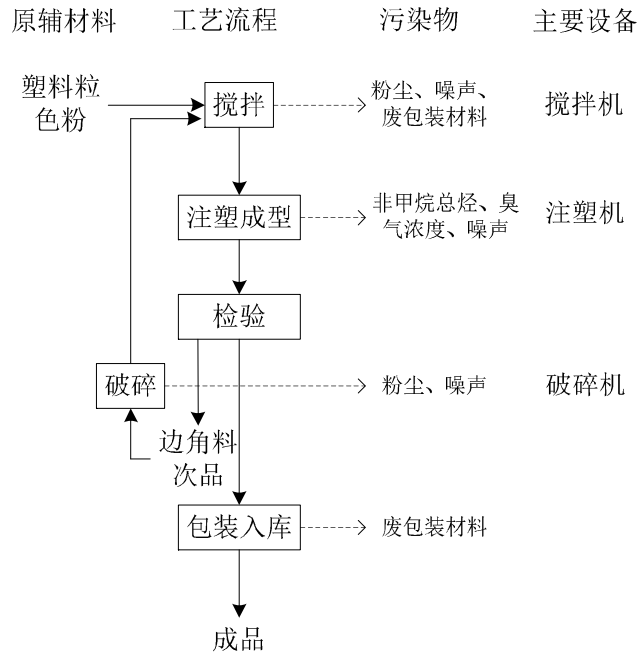 原辅材料 工艺流程 污染物 主要设备
塑料粒
色粉
搅拌
粉尘、噪声、
废包装材料
搅拌机
注塑成型
非甲烷总烃、臭
气浓度、噪声
注塑机
检验
破碎
粉尘、噪声
破碎机
边角料
次品
包装入库
废包装材料
成品